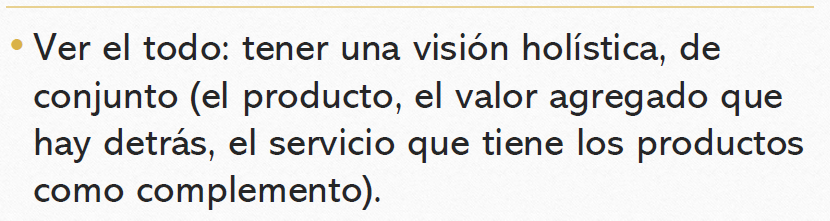 • Ver el todo: tener una visión holística, de
conjunto (el producto, el valor agregado que
hay detrás, el servicio que tiene los productos
como complemento).